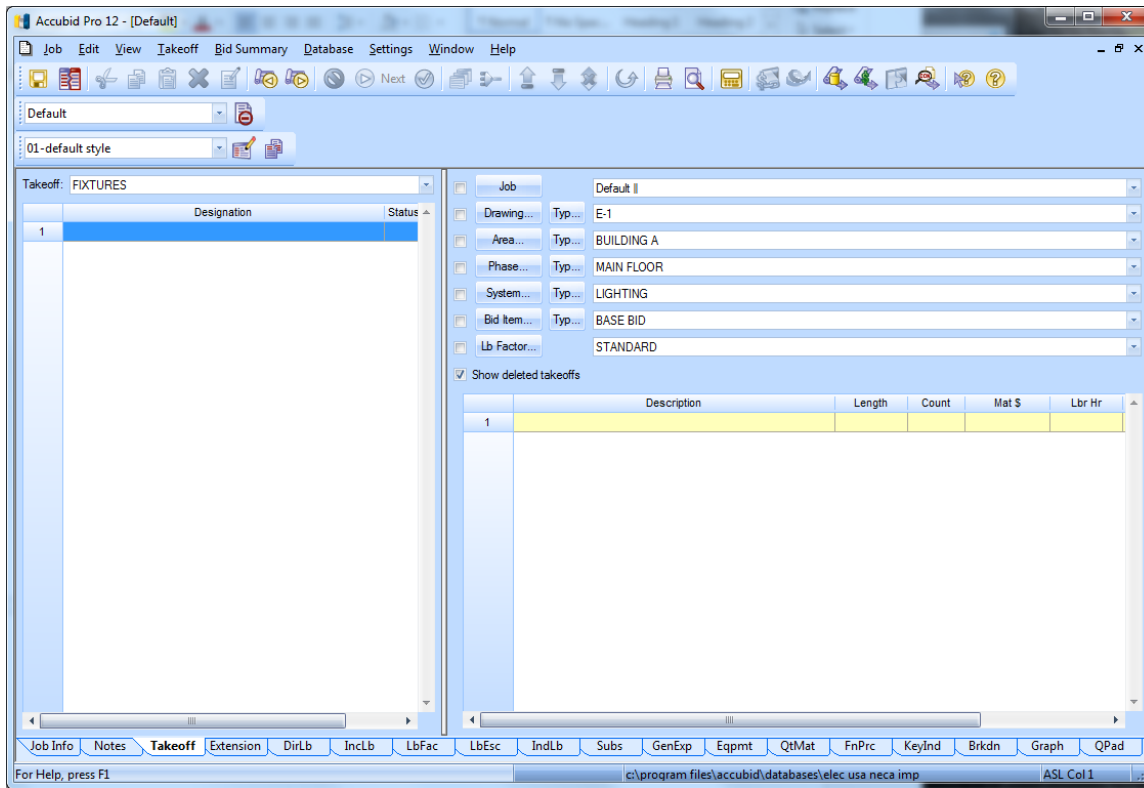 Accubid Pro 12 - [Default]
Job Edit View Takeoff Bid Summary Database Settings Window Help
Next
Default
01-default style
Takeoff: FIXTURES
Designation Status
1
Job Default
Drawing... Typ... E-1
Area... Typ... BUILDING A
Phase... Typ... MAIN FLOOR
System... Typ... LIGHTING
Bid Item... Typ... BASE BID
Lb Factor... STANDARD
Show deleted takeoffs
Description Length Count Mat $ Lbr Hr
1
Job Info Notes Takeoff Extension DirLb IncLb LbFac LbEsc IndLb Subs GenExp Eqpmt QtMat FnPrc KeyInd Brkdn Graph QPad
For Help, press F1 c:\program files\accubid\databases\elec usa neca imp ASL Col 1